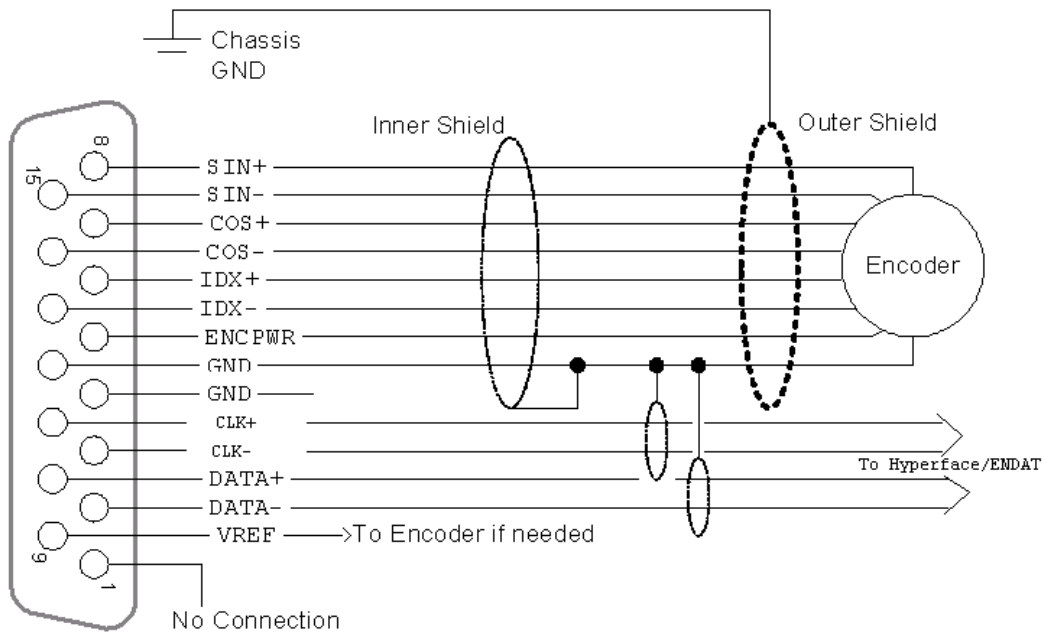 Chassis
GND
Inner Shield
Outer Shield
8
15
SIN+
SIN-
COS+
COS-
IDX+
IDX-
ENCPWR
GND
GND
CLK+
CLK-
DATA+
DATA-
VREF
Encoder
To Hyperface/ENDAT
To Encoder if needed
9
1
No Connection